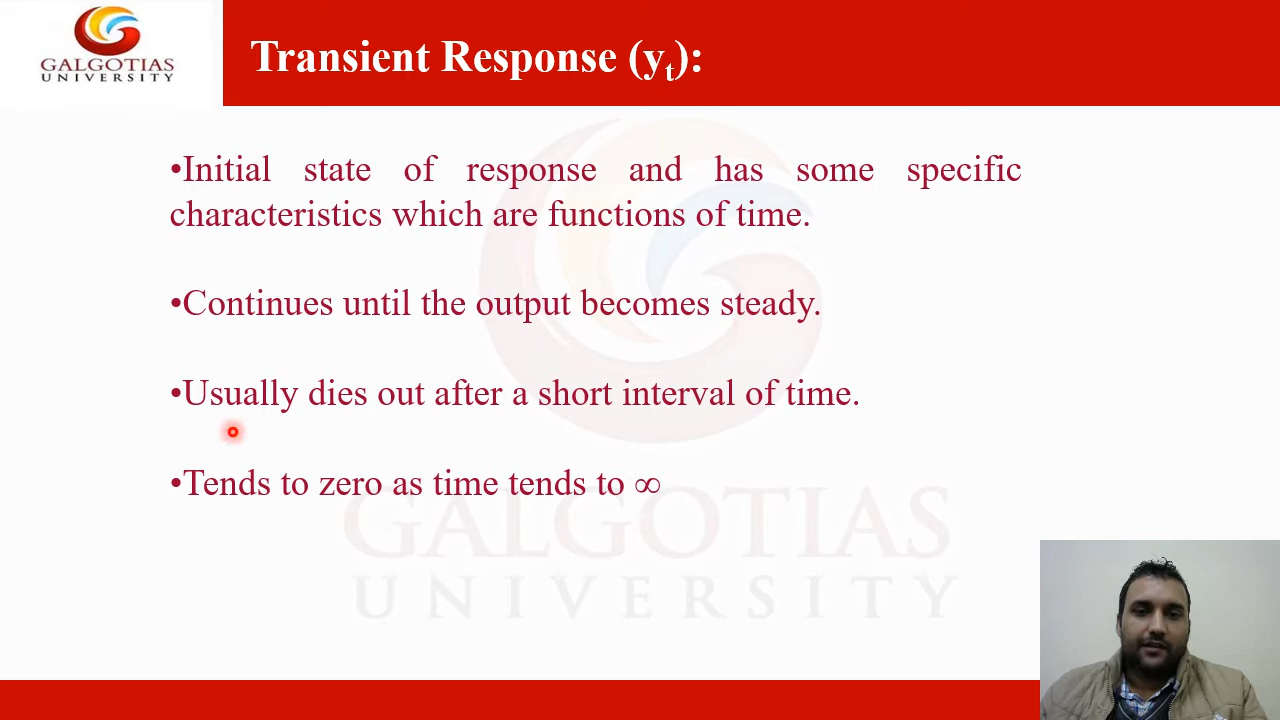 GALGOTIAS
UNIVERSITY
Transient Response (yt):
•Initial state of response and has some specific
characteristics which are functions of time.
•Continues until the output becomes steady.
•Usually dies out after a short interval of time.
•Tends to zero as time tends to ∞
GALGOTIAS
UNIVERSITY